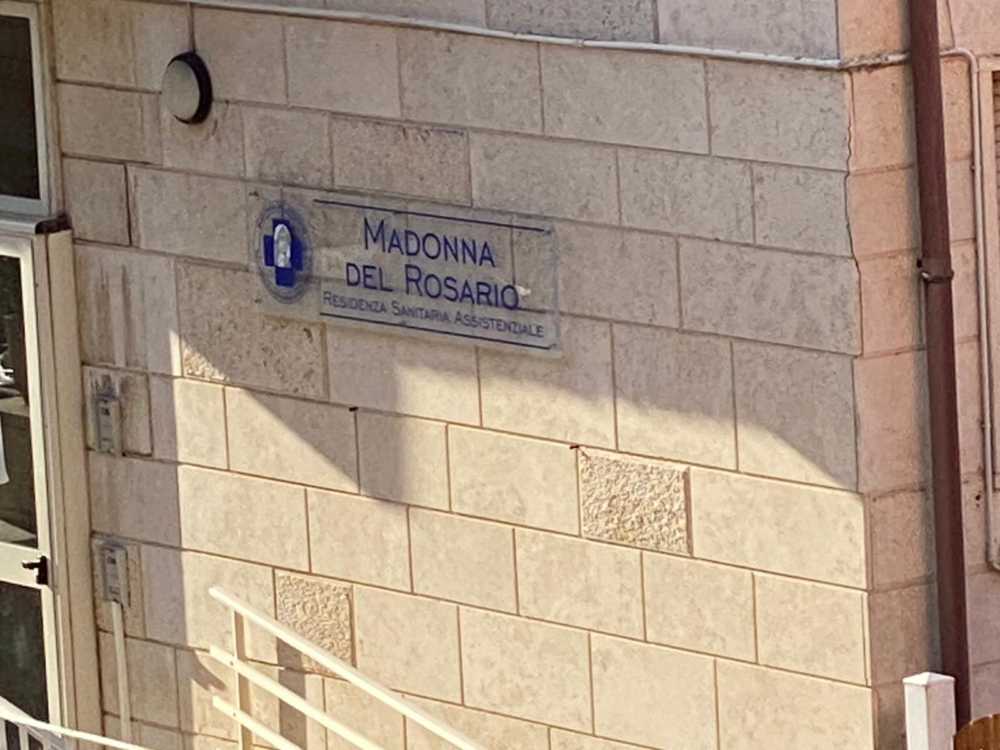 MADONNA
DEL ROSARIO
RESIDENZA SANITARIA ASSISTENZIALE